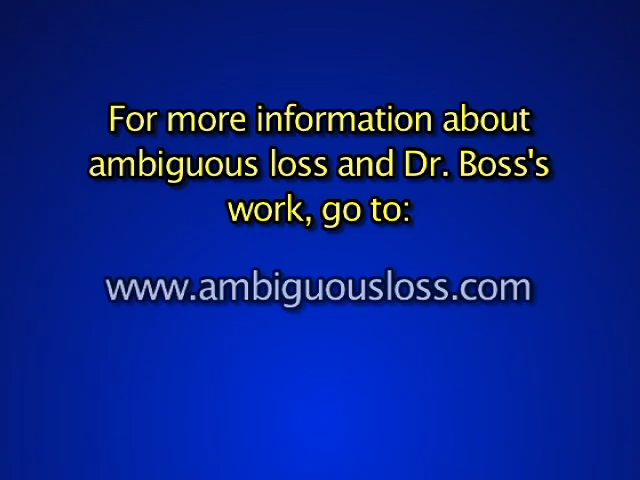 For more information about
ambiguous loss and Dr. Boss's
work, go to:
www.ambiguousloss.com